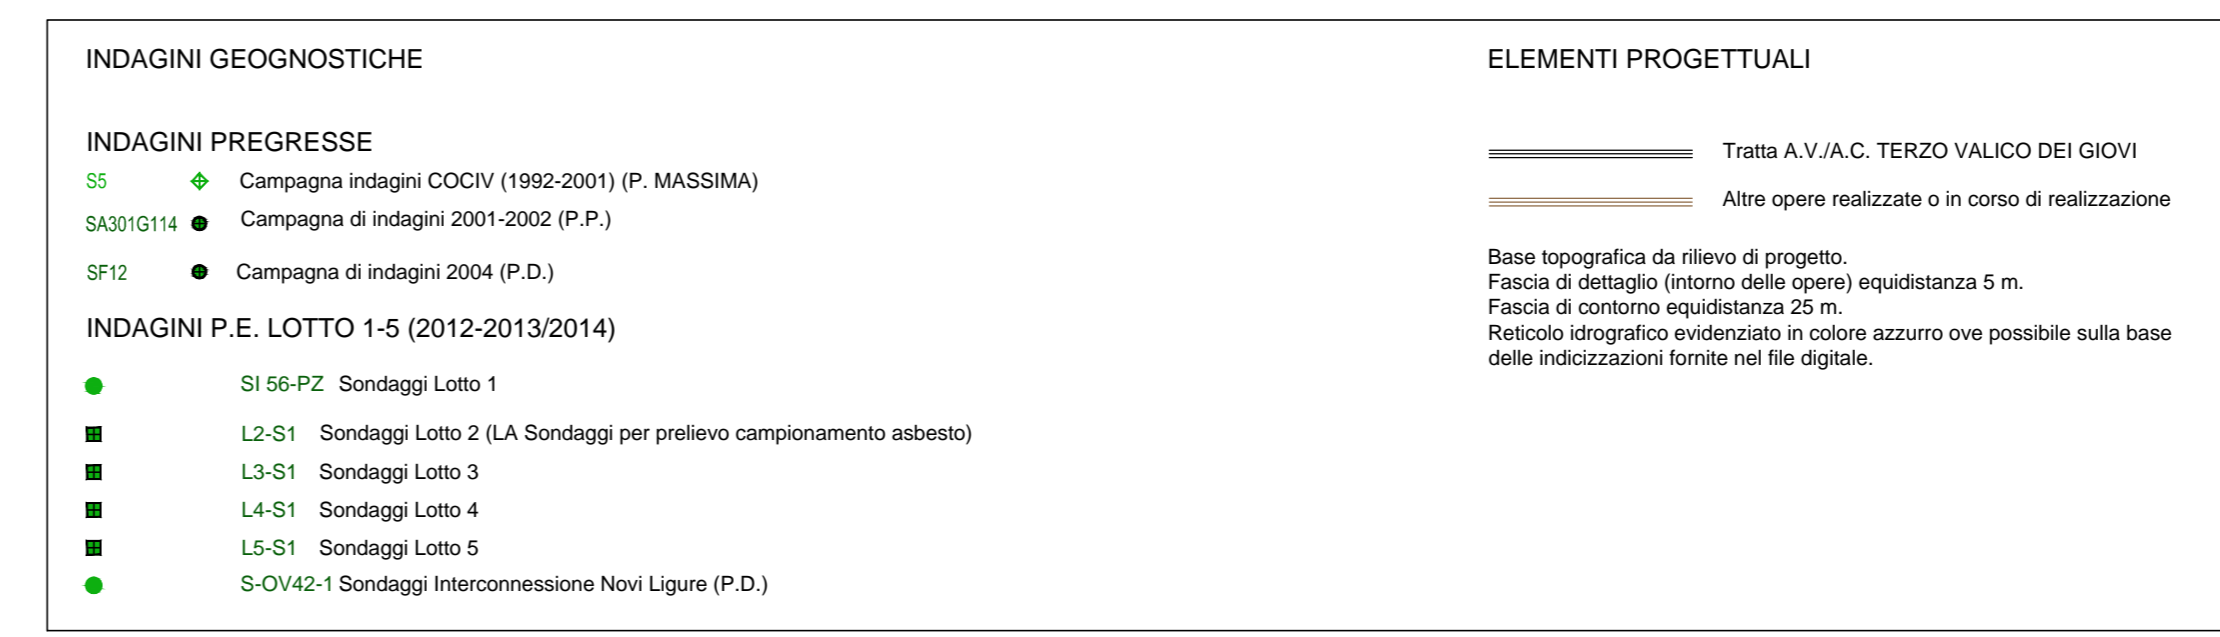 INDAGINI GEOGNOSTICHE
INDAGINI PREGRESSE
S5 Campagna indagini COCIV (1992-2001) (P. MASSIMA)
SA301G114 Campagna di indagini 2001-2002 (P.P.)
SF12 Campagna di indagini 2004 (P.D.)
INDAGINI P.E. LOTTO 1-5 (2012-2013/2014)
SI 56-PZ Sondaggi Lotto 1
L2-S1 Sondaggi Lotto 2 (LA Sondaggi per prelievo campionamento asbesto)
L3-S1 Sondaggi Lotto 3
L4-S1 Sondaggi Lotto 4
L5-S1 Sondaggi Lotto 5
S-OV42-1 Sondaggi Interconnessione Novi Ligure (P.D.)
ELEMENTI PROGETTUALI
Tratta A.V./A.C. TERZO VALICO DEI GIOVI
Altre opere realizzate o in corso di realizzazione
Base topografica da rilievo di progetto.
Fascia di dettaglio (intorno delle opere) equidistanza 5 m.
Fascia di contorno equidistanza 25 m.
Reticolo idrografico evidenziato in colore azzurro ove possibile sulla base
delle indicizzazioni fornite nel file digitale.